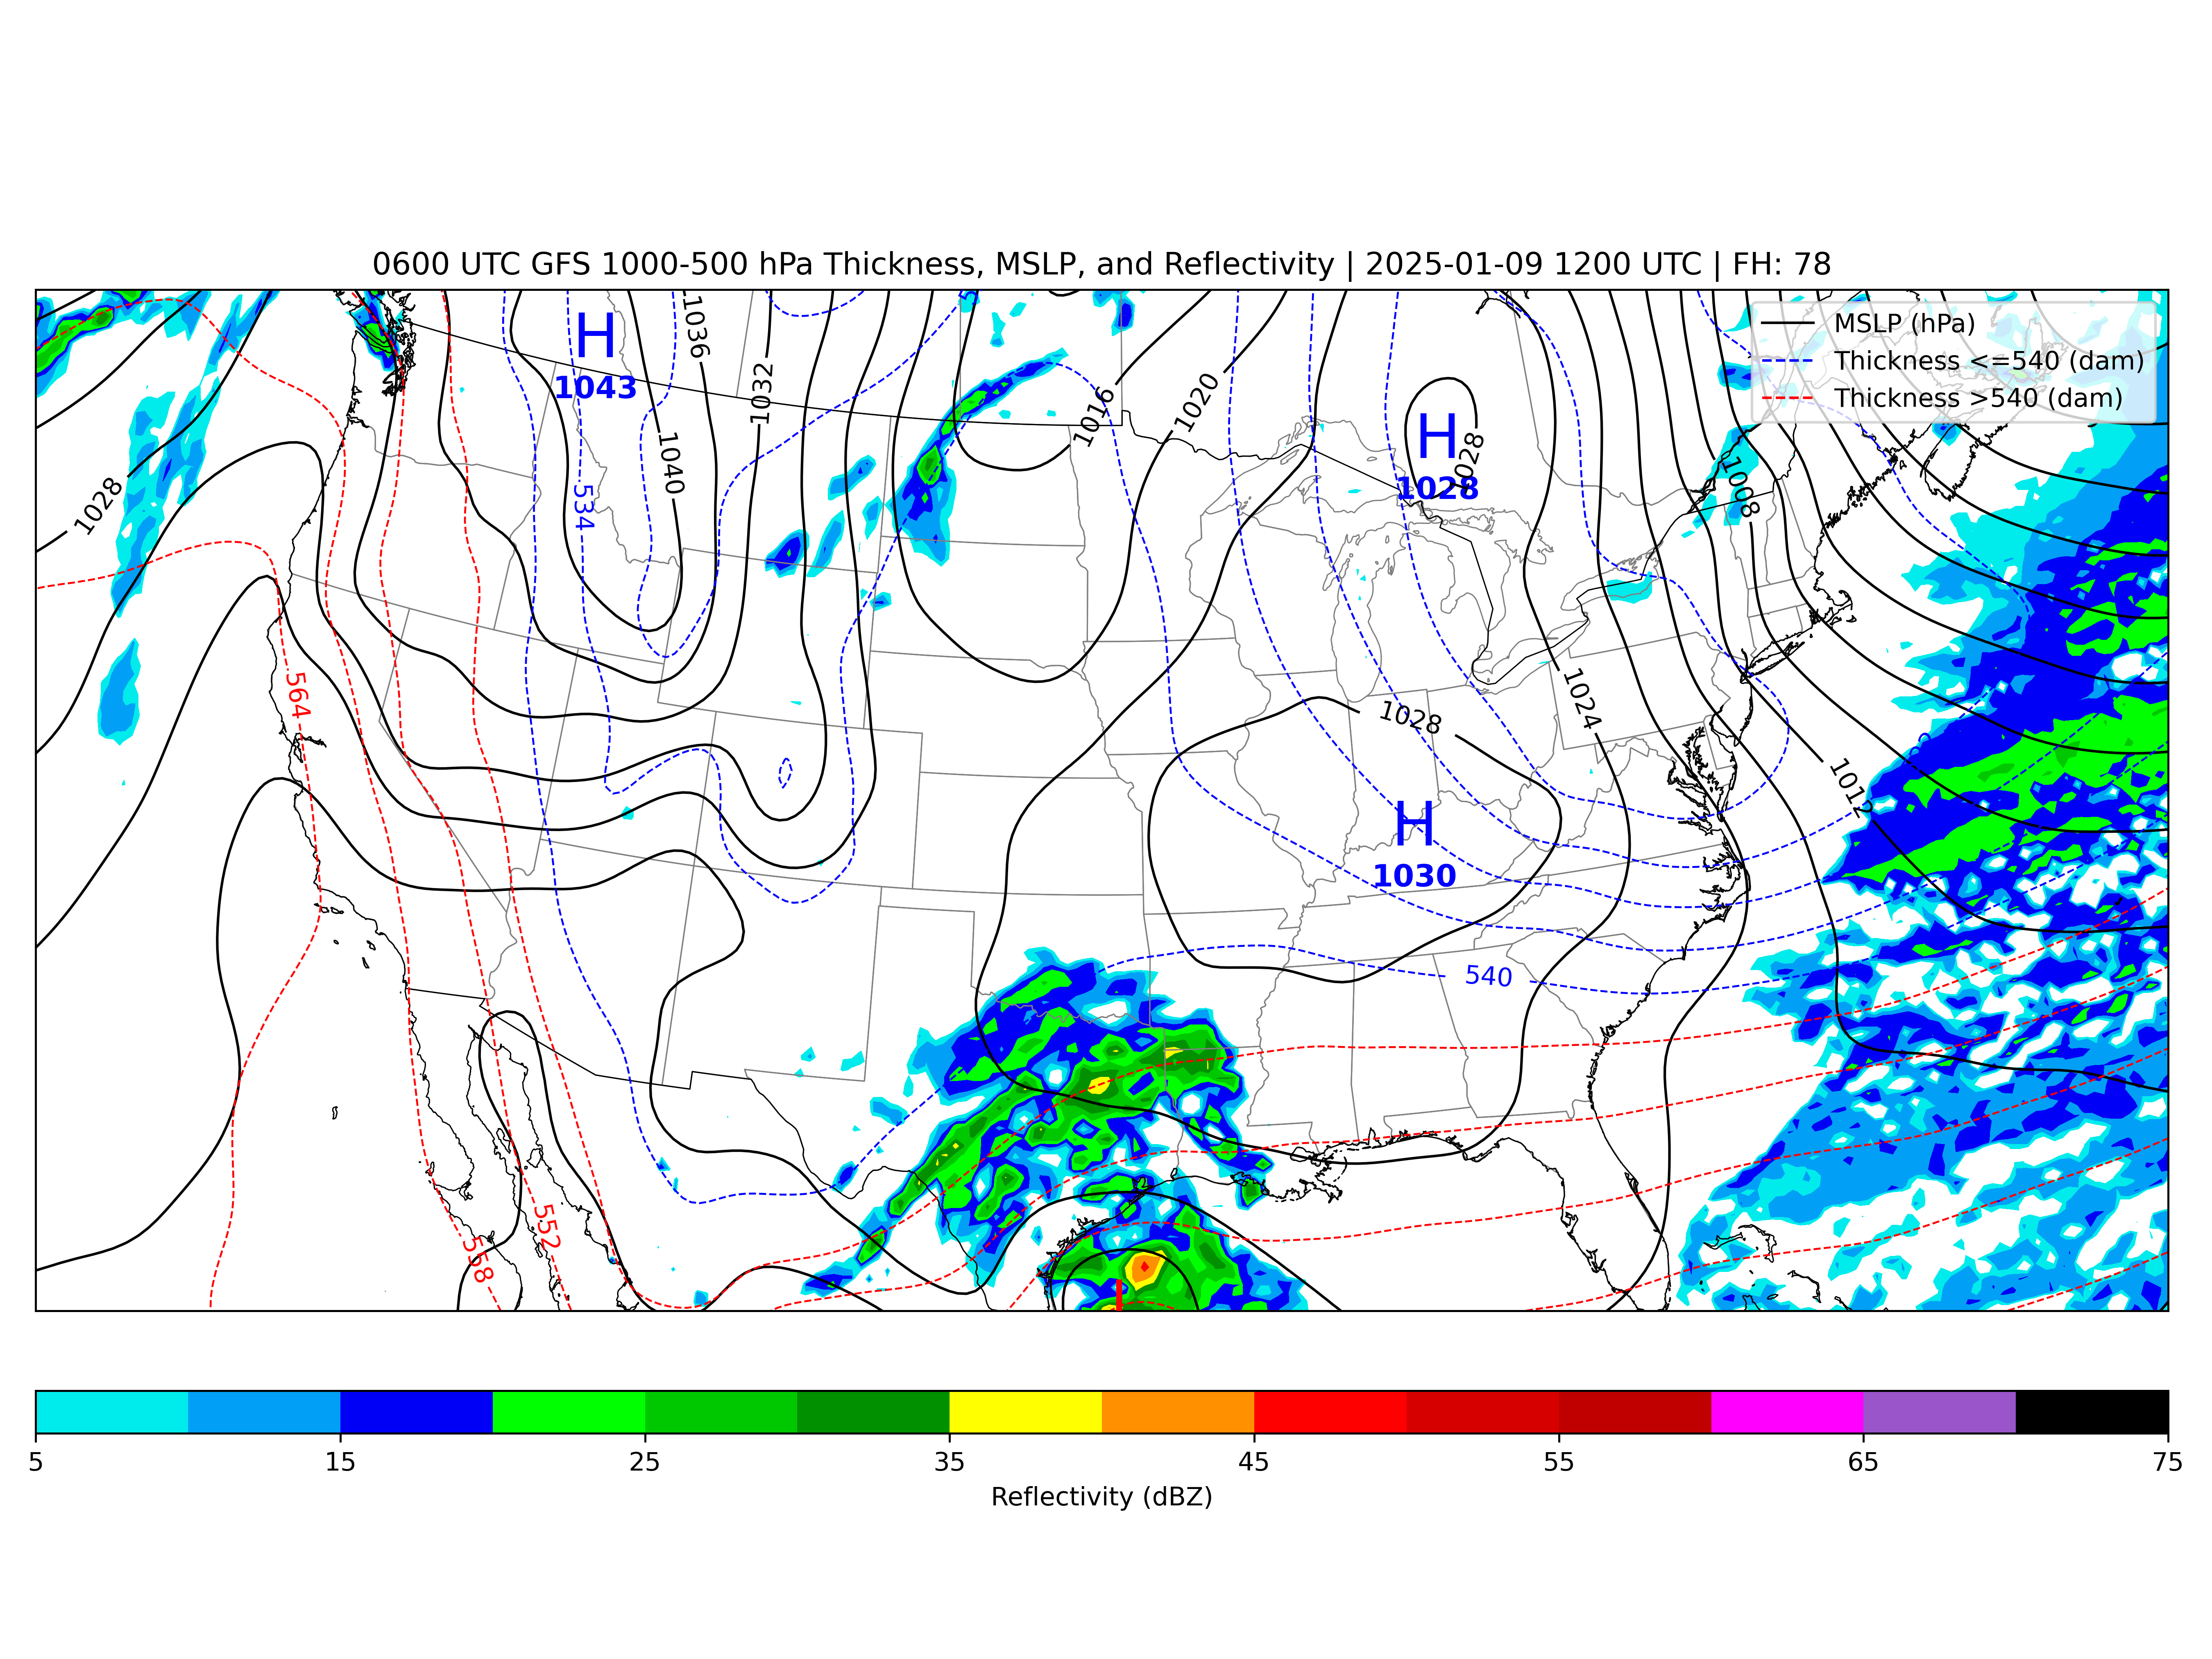 0600 UTC GFS 1000-500 hPa Thickness, MSLP, and Reflectivity | 2025-01-09 1200 UTC | FH: 78
MSLP (hPa)
Thickness <=540 (dam)
Thickness >540 (dam)
H
1043
1036
1040
1032
1016
1020
H
1028
1028
1008
1028
534
564
1028
1024
1012
H
1030
540
552
558
5 15 25 35 45 55 65 75
Reflectivity (dBZ)